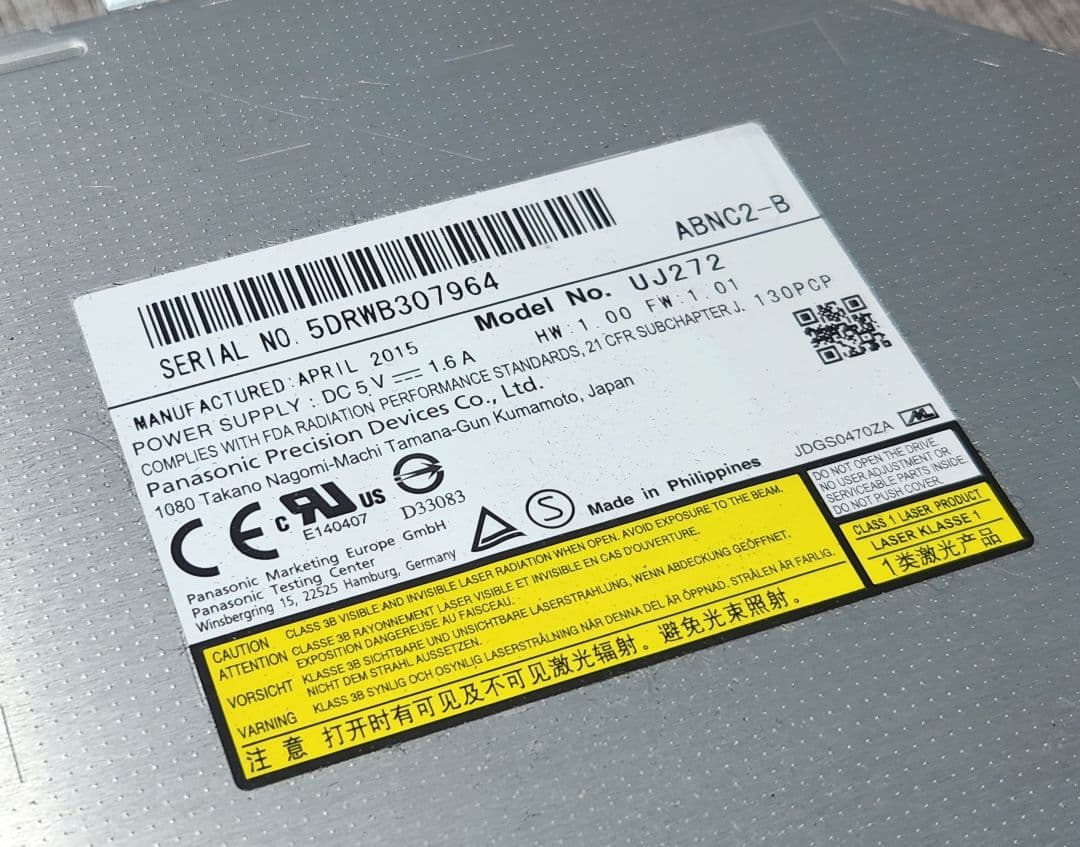 ABNC2-B
SERIAL NO. 5DRWB307964
Model No. UJ272
MANUFACTURED: APRIL 2015
HW:1.00 FW:1.01
POWER SUPPLY : DC 5 V ⎓ 1.6 A
130PCP
COMPLIES WITH FDA RADIATION PERFORMANCE STANDARDS, 21 CFR SUBCHAPTER J.
Panasonic Precision Devices Co., Ltd.
1080 Takano Nagomi-Machi Tamana-Gun Kumamoto, Japan
CE
c RU US
E140407
D33083
S
Made in Philippines
JDGS0470ZA
Panasonic Marketing Europe GmbH
Panasonic Testing Center
Winsbergring 15, 22525 Hamburg, Germany
DO NOT OPEN THE DRIVE.
NO USER ADJUSTMENT OR
SERVICEABLE PARTS INSIDE.
DO NOT PUSH COVER.
CLASS 1 LASER PRODUCT
LASER KLASSE 1
1类激光产品
CAUTION CLASS 3B VISIBLE AND INVISIBLE LASER RADIATION WHEN OPEN. AVOID EXPOSURE TO THE BEAM.
ATTENTION CLASSE 3B RAYONNEMENT LASER VISIBLE ET INVISIBLE EN CAS D'OUVERTURE.
EXPOSITION DANGEREUSE AU FAISCEAU.
VORSICHT KLASSE 3B SICHTBARE UND UNSICHTBARE LASERSTRAHLUNG, WENN ABDECKUNG GEÖFFNET,
NICHT DEM STRAHL AUSSETZEN.
VARNING KLASS 3B SYNLIG OCH OSYNLIG LASERSTRÅLNING NÄR DENNA DEL ÄR ÖPPNAD. STRÅLEN ÄR FARLIG.
注意 打开时有可见及不可见激光辐射。避免光束照射。